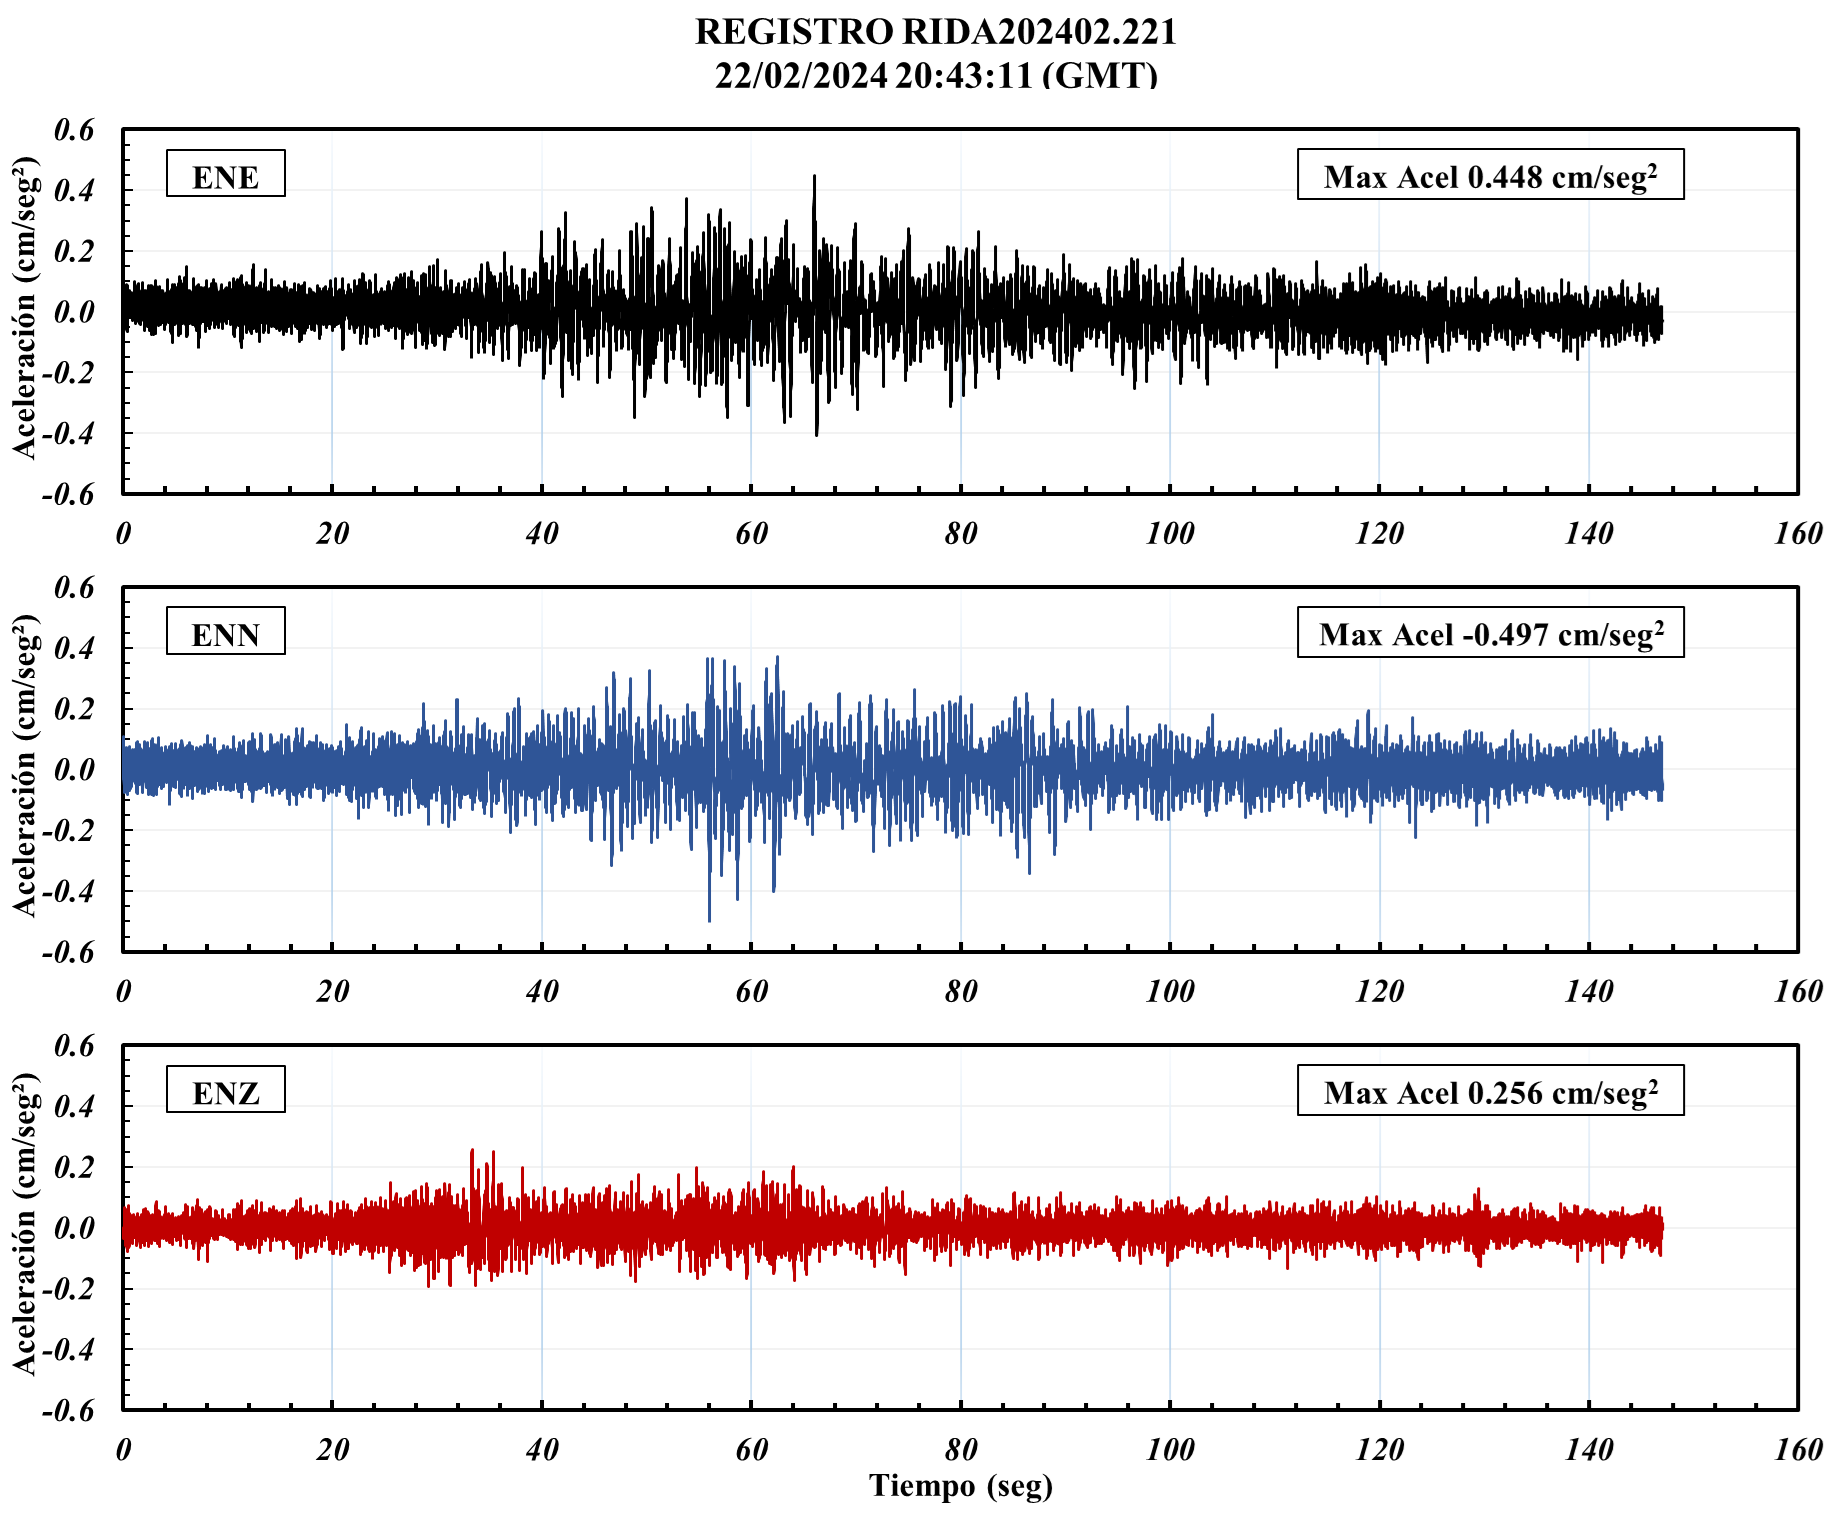 REGISTRO RIDA202402.221
22/02/2024 20:43:11 (GMT)
ENE
Max Acel 0.448 cm/seg²
Aceleración (cm/seg²)
0.6
0.4
0.2
0.0
-0.2
-0.4
-0.6
0 20 40 60 80 100 120 140 160
ENN
Max Acel -0.497 cm/seg²
Aceleración (cm/seg²)
0.6
0.4
0.2
0.0
-0.2
-0.4
-0.6
0 20 40 60 80 100 120 140 160
ENZ
Max Acel 0.256 cm/seg²
Aceleración (cm/seg²)
0.6
0.4
0.2
0.0
-0.2
-0.4
-0.6
0 20 40 60 80 100 120 140 160
Tiempo (seg)